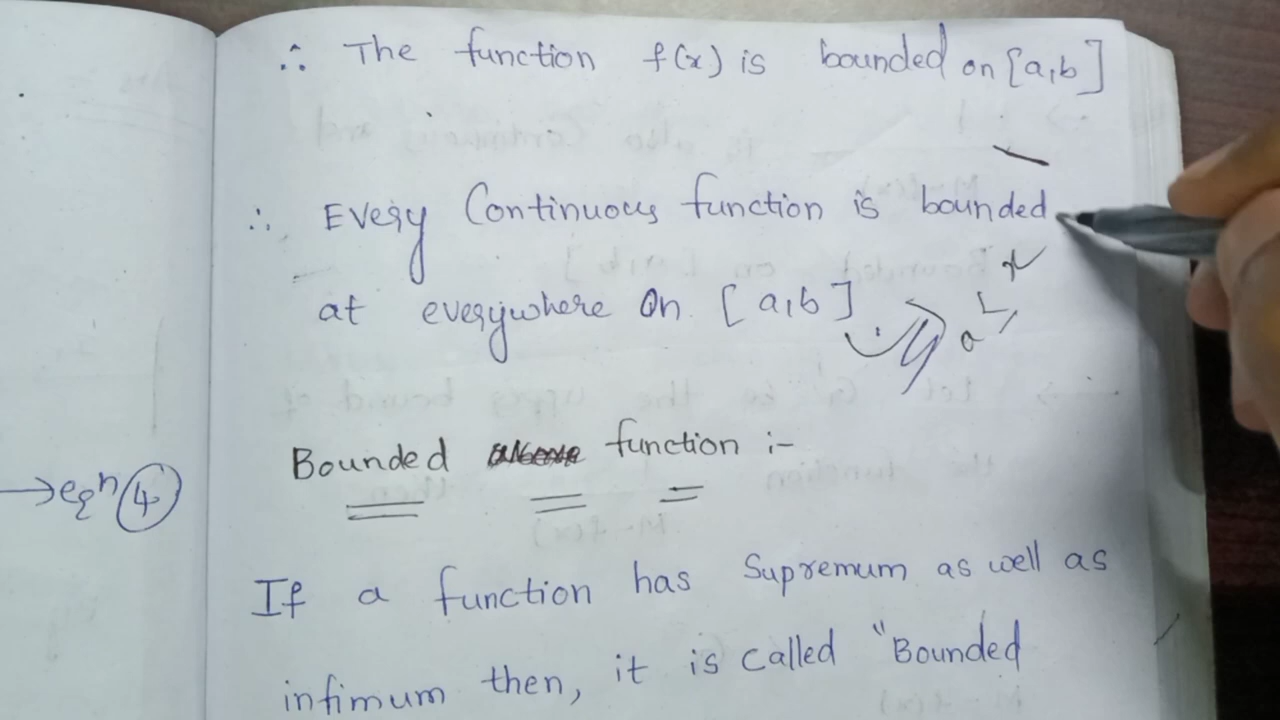 ∴ The function f(x) is bounded on [a,b]
∴ Every Continuous function is bounded
at everywhere on [a,b]
Bounded function :-
→ eqⁿ ④
If a function has Supremum as well as
infimum then, it is called "Bounded